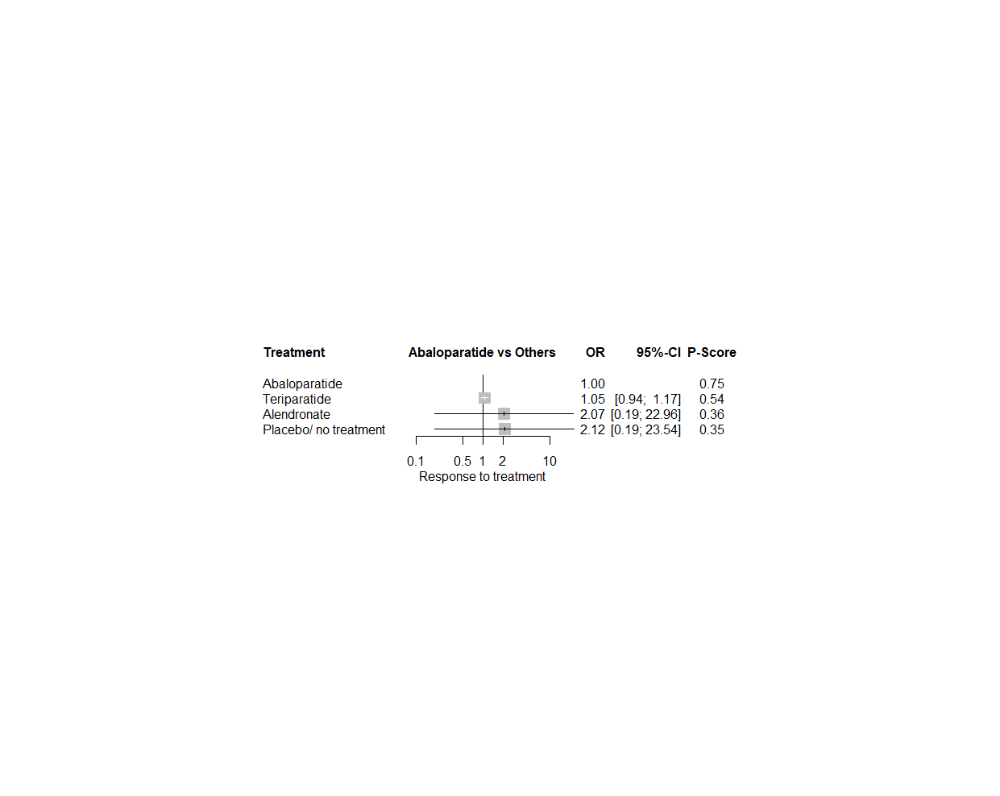 Treatment Abaloparatide vs Others OR 95%-CI P-Score
Abaloparatide 1.00 0.75
Teriparatide 1.05 [0.94; 1.17] 0.54
Alendronate 2.07 [0.19; 22.96] 0.36
Placebo/ no treatment 2.12 [0.19; 23.54] 0.35
0.1 0.5 1 2 10
Response to treatment